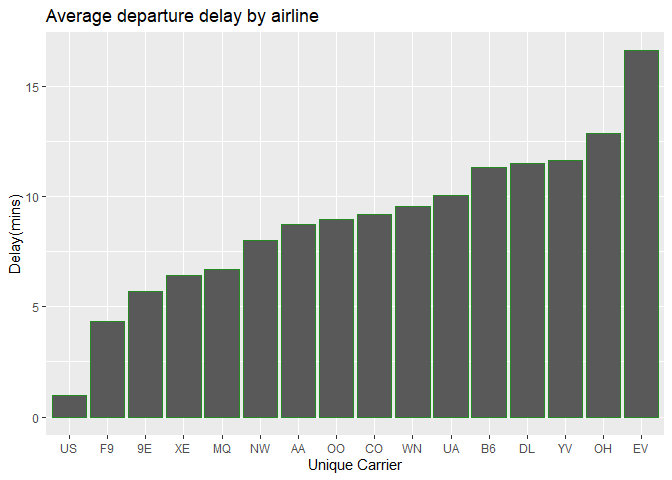 Average departure delay by airline
15
10
5
0
Delay(mins)
US F9 9E XE MQ NW AA OO CO WN UA B6 DL YV OH EV
Unique Carrier